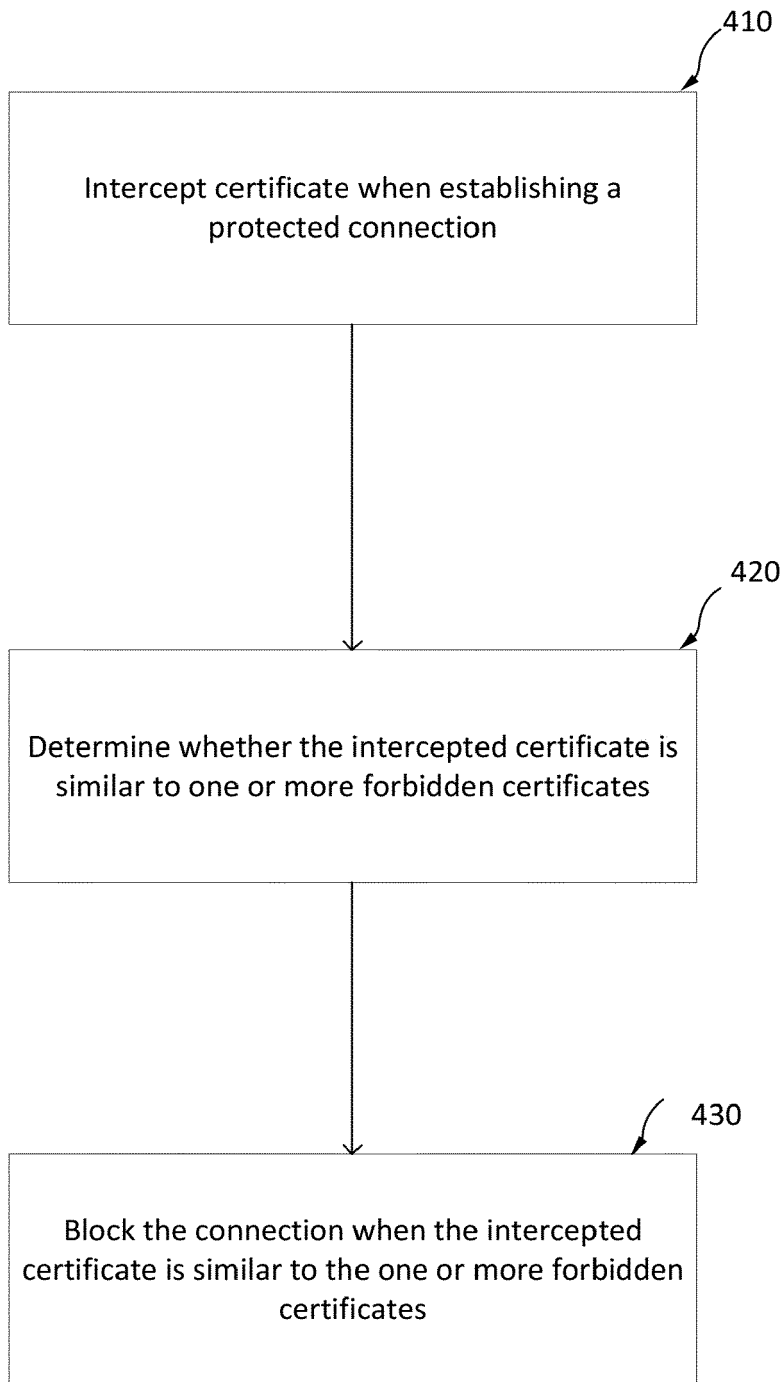 410
Intercept certificate when establishing a
protected connection
420
Determine whether the intercepted certificate is
similar to one or more forbidden certificates
430
Block the connection when the intercepted
certificate is similar to the one or more forbidden
certificates